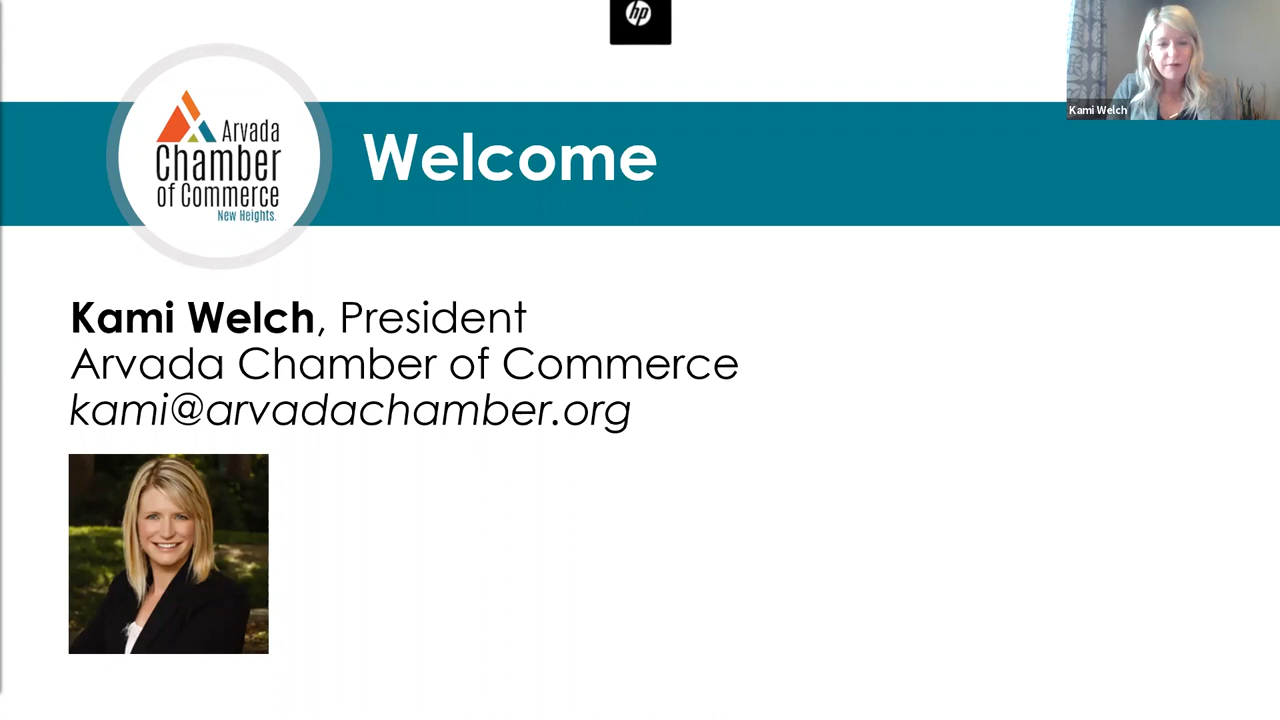 hp
Kami Welch
Arvada
Chamber
of Commerce
New Heights.
Welcome
Kami Welch, President
Arvada Chamber of Commerce
kami@arvadachamber.org